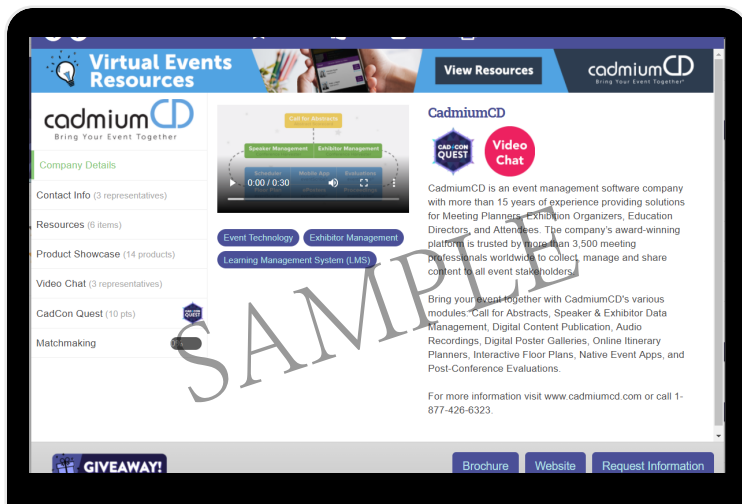 Virtual Events
Resources
View Resources
cadmiumCD
Bring Your Event Together
cadmiumCD
Bring Your Event Together
Company Details
Contact Info (3 representatives)
Resources (6 items)
Product Showcase (14 products)
Video Chat (3 representatives)
CadCon Quest (10 pts)
Matchmaking
Call for Abstracts
Speaker Management
Exhibitor Management
Scheduler
Mobile App
Evaluations
0:00 / 0:30
Event Technology
Exhibitor Management
Learning Management System (LMS)
CadmiumCD
CAD CON
QUEST
Video
Chat
CadmiumCD is an event management software company
with more than 15 years of experience providing solutions
for Meeting Planners, Exhibition Organizers, Education
Directors, and Attendees. The company's award-winning
platform is trusted by more than 3,500 meeting
professionals worldwide to collect, manage and share
content to all event stakeholders.
Bring your event together with CadmiumCD's various
modules: Call for Abstracts, Speaker & Exhibitor Data
Management, Digital Content Publication, Audio
Recordings, Digital Poster Galleries, Online Itinerary
Planners, Interactive Floor Plans, Native Event Apps, and
Post-Conference Evaluations.
For more information visit www.cadmiumcd.com or call 1-
877-426-6323.
SAMPLE
GIVEAWAY!
Brochure
Website
Request Information